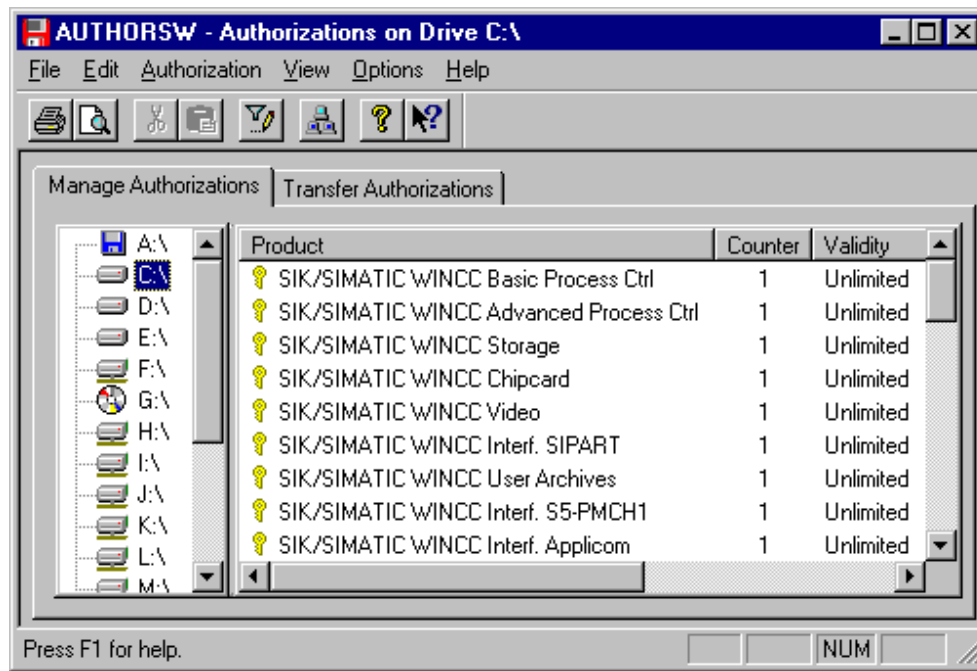 AUTHORSW - Authorizations on Drive C:\
File Edit Authorization View Options Help
Manage Authorizations Transfer Authorizations
A:\
C:\
D:\
E:\
F:\
G:\
H:\
I:\
J:\
K:\
L:\
M:\
Product Counter Validity
SIK/SIMATIC WINCC Basic Process Ctrl 1 Unlimited
SIK/SIMATIC WINCC Advanced Process Ctrl 1 Unlimited
SIK/SIMATIC WINCC Storage 1 Unlimited
SIK/SIMATIC WINCC Chipcard 1 Unlimited
SIK/SIMATIC WINCC Video 1 Unlimited
SIK/SIMATIC WINCC Interf. SIPART 1 Unlimited
SIK/SIMATIC WINCC User Archives 1 Unlimited
SIK/SIMATIC WINCC Interf. S5-PMCH1 1 Unlimited
SIK/SIMATIC WINCC Interf. Applicom 1 Unlimited
Press F1 for help. NUM